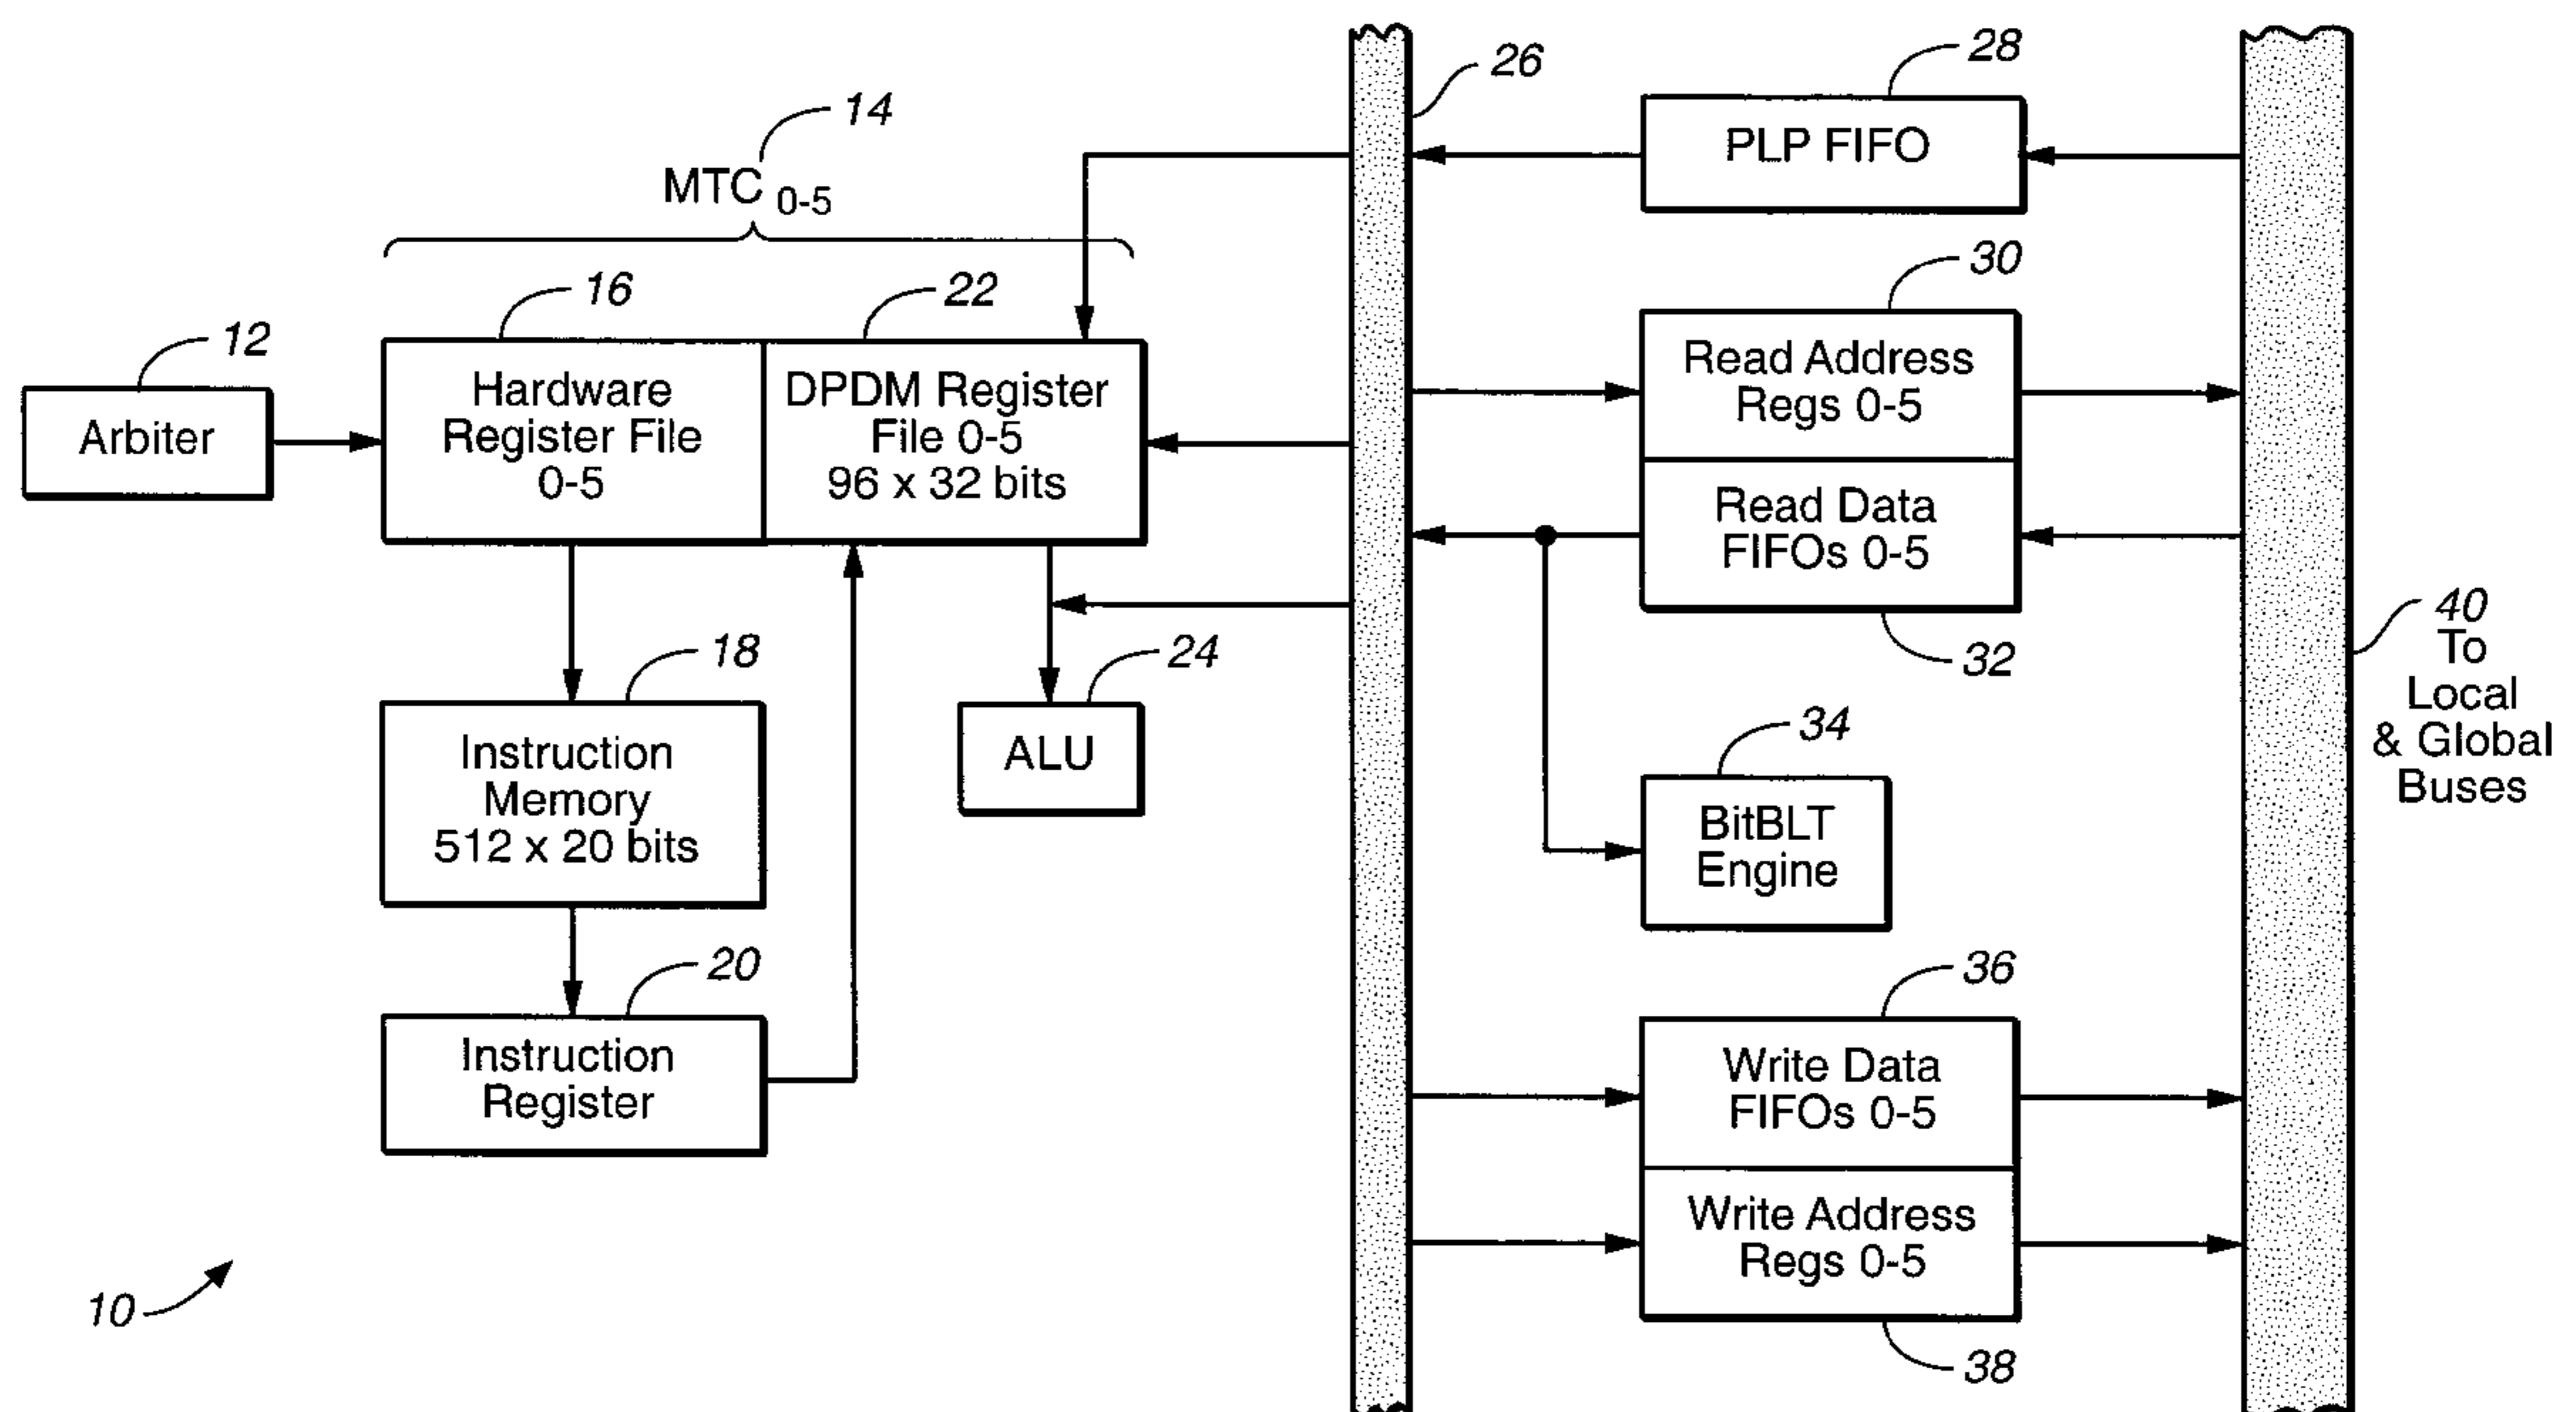 26
28
PLP FIFO
14
MTC 0-5
16
22
30
12
Arbiter
Hardware
Register File
0-5
DPDM Register
File 0-5
96 x 32 bits
Read Address
Regs 0-5
Read Data
FIFOs 0-5
32
40
To
Local
& Global
Buses
18
24
Instruction
Memory
512 x 20 bits
ALU
34
BitBLT
Engine
20
Instruction
Register
36
Write Data
FIFOs 0-5
Write Address
Regs 0-5
38
10